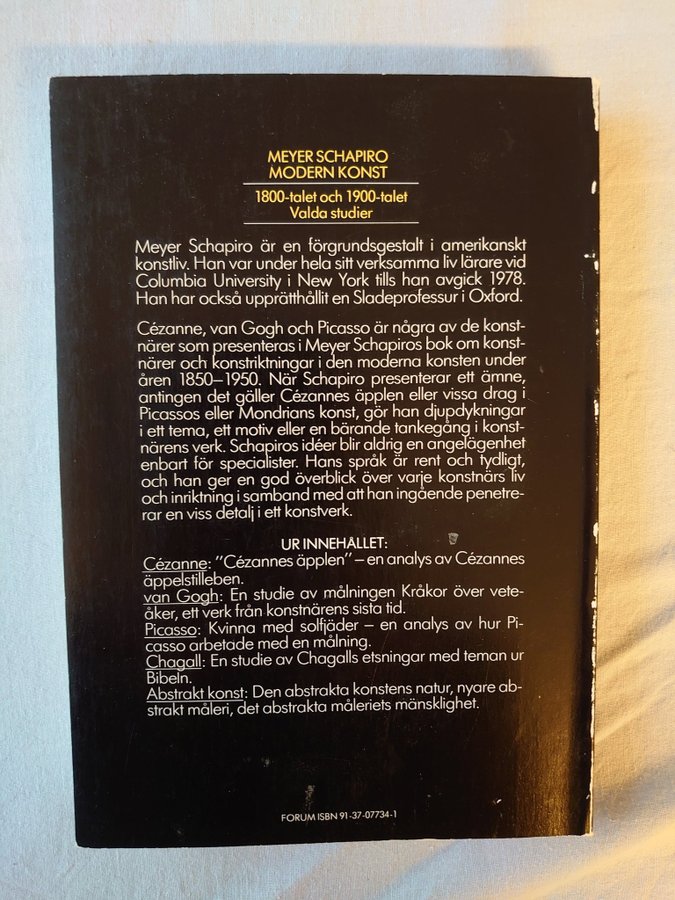 MEYER SCHAPIRO
MODERN KONST
1800-talet och 1900-talet
Valda studier
Meyer Schapiro är en förgrundsgestalt i amerikanskt
konstliv. Han var under hela sitt verksamma liv lärare vid
Columbia University i New York tills han avgick 1978.
Han har också upprätthållit en Sladeprofessur i Oxford.
Cézanne, van Gogh och Picasso är några av de konst-
närer som presenteras i Meyer Schapiros bok om konst-
närer och konstriktningar i den moderna konsten under
åren 1850–1950. När Schapiro presenterar ett ämne,
antingen det gäller Cézannes äpplen eller vissa drag i
Picassos eller Mondrians konst, gör han djupdykningar
i ett tema, ett motiv eller en bärande tankegång i konst-
närens verk. Schapiros idéer blir aldrig en angelägenhet
enbart för specialister. Hans språk är rent och tydligt,
och han ger en god överblick över varje konstnärs liv
och inriktning i samband med att han ingående penetre-
rar en viss detalj i ett konstverk.
UR INNEHÅLLET:
Cézanne: "Cézannes äpplen" – en analys av Cézannes
äppelstilleben.
van Gogh: En studie av målningen Kråkor över vete-
åker, ett verk från konstnärens sista tid.
Picasso: Kvinna med solfjäder – en analys av hur Pi-
casso arbetade med en målning.
Chagall: En studie av Chagalls etsningar med teman ur
Bibeln.
Abstrakt konst: Den abstrakta konstens natur, nyare ab-
strakt måleri, det abstrakta måleriets mänsklighet.
FORUM ISBN 91-37-07734-1